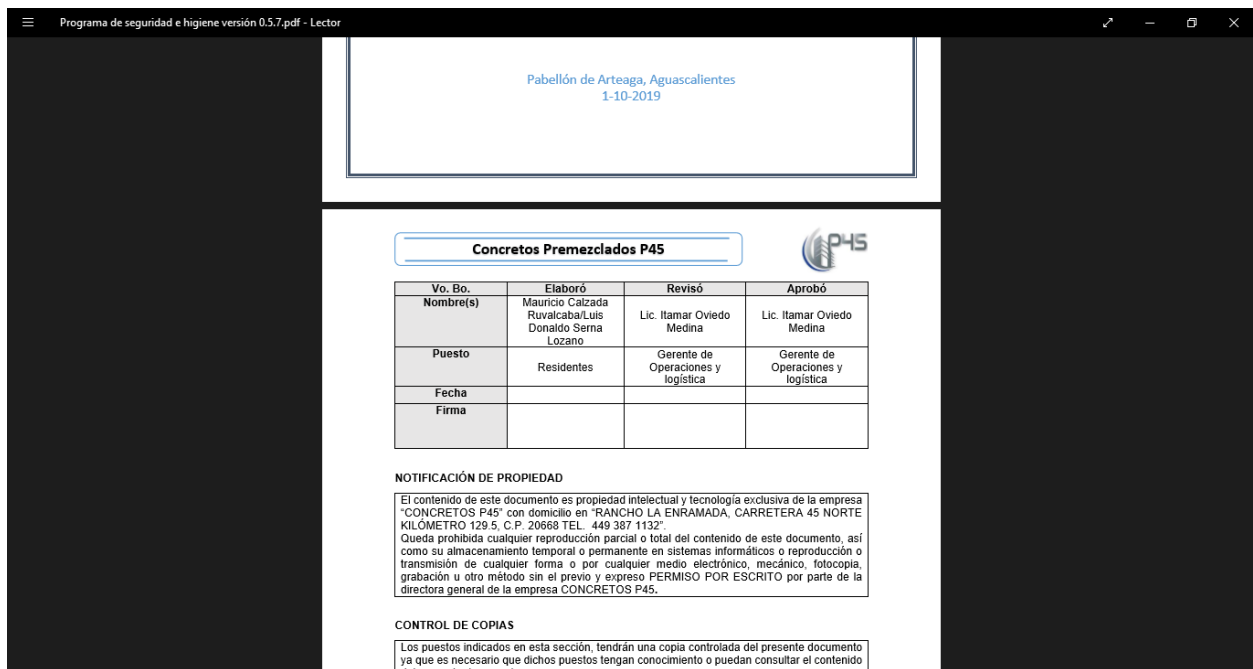 Programa de seguridad e higiene versión 0.5.7.pdf - Lector
Pabellón de Arteaga, Aguascalientes
1-10-2019
Concretos Premezclados P45
P45
Vo. Bo. Elaboró Revisó Aprobó
Nombre(s) Mauricio Calzada Ruvalcaba/Luis Donaldo Serna Lozano Lic. Itamar Oviedo Medina Lic. Itamar Oviedo Medina
Puesto Residentes Gerente de Operaciones y logística Gerente de Operaciones y logística
Fecha
Firma
NOTIFICACIÓN DE PROPIEDAD
El contenido de este documento es propiedad intelectual y tecnología exclusiva de la empresa
“CONCRETOS P45” con domicilio en “RANCHO LA ENRAMADA, CARRETERA 45 NORTE
KILÓMETRO 129.5, C.P. 20668 TEL. 449 387 1132”.
Queda prohibida cualquier reproducción parcial o total del contenido de este documento, así
como su almacenamiento temporal o permanente en sistemas informáticos o reproducción o
transmisión de cualquier forma o por cualquier medio electrónico, mecánico, fotocopia,
grabación u otro método sin el previo y expreso PERMISO POR ESCRITO por parte de la
directora general de la empresa CONCRETOS P45.
CONTROL DE COPIAS
Los puestos indicados en esta sección, tendrán una copia controlada del presente documento
ya que es necesario que dichos puestos tengan conocimiento o puedan consultar el contenido